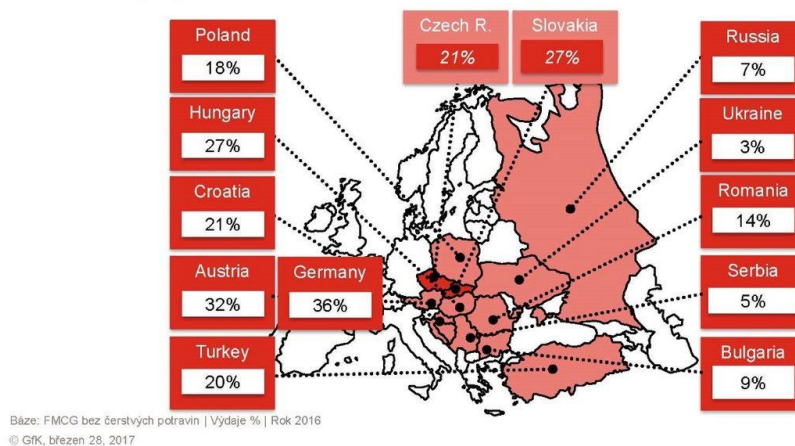 Poland
18%
Hungary
27%
Croatia
21%
Austria
32%
Germany
36%
Turkey
20%
Czech R.
21%
Slovakia
27%
Russia
7%
Ukraine
3%
Romania
14%
Serbia
5%
Bulgaria
9%
Báze: FMCG bez čerstvých potravin | Výdaje % | Rok 2016
© GfK, březen 28, 2017